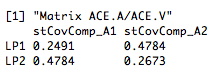 [1] "Matrix ACE.A/ACE.V"
stCovComp_A1 stCovComp_A2
LP1 0.2491 0.4784
LP2 0.4784 0.2673